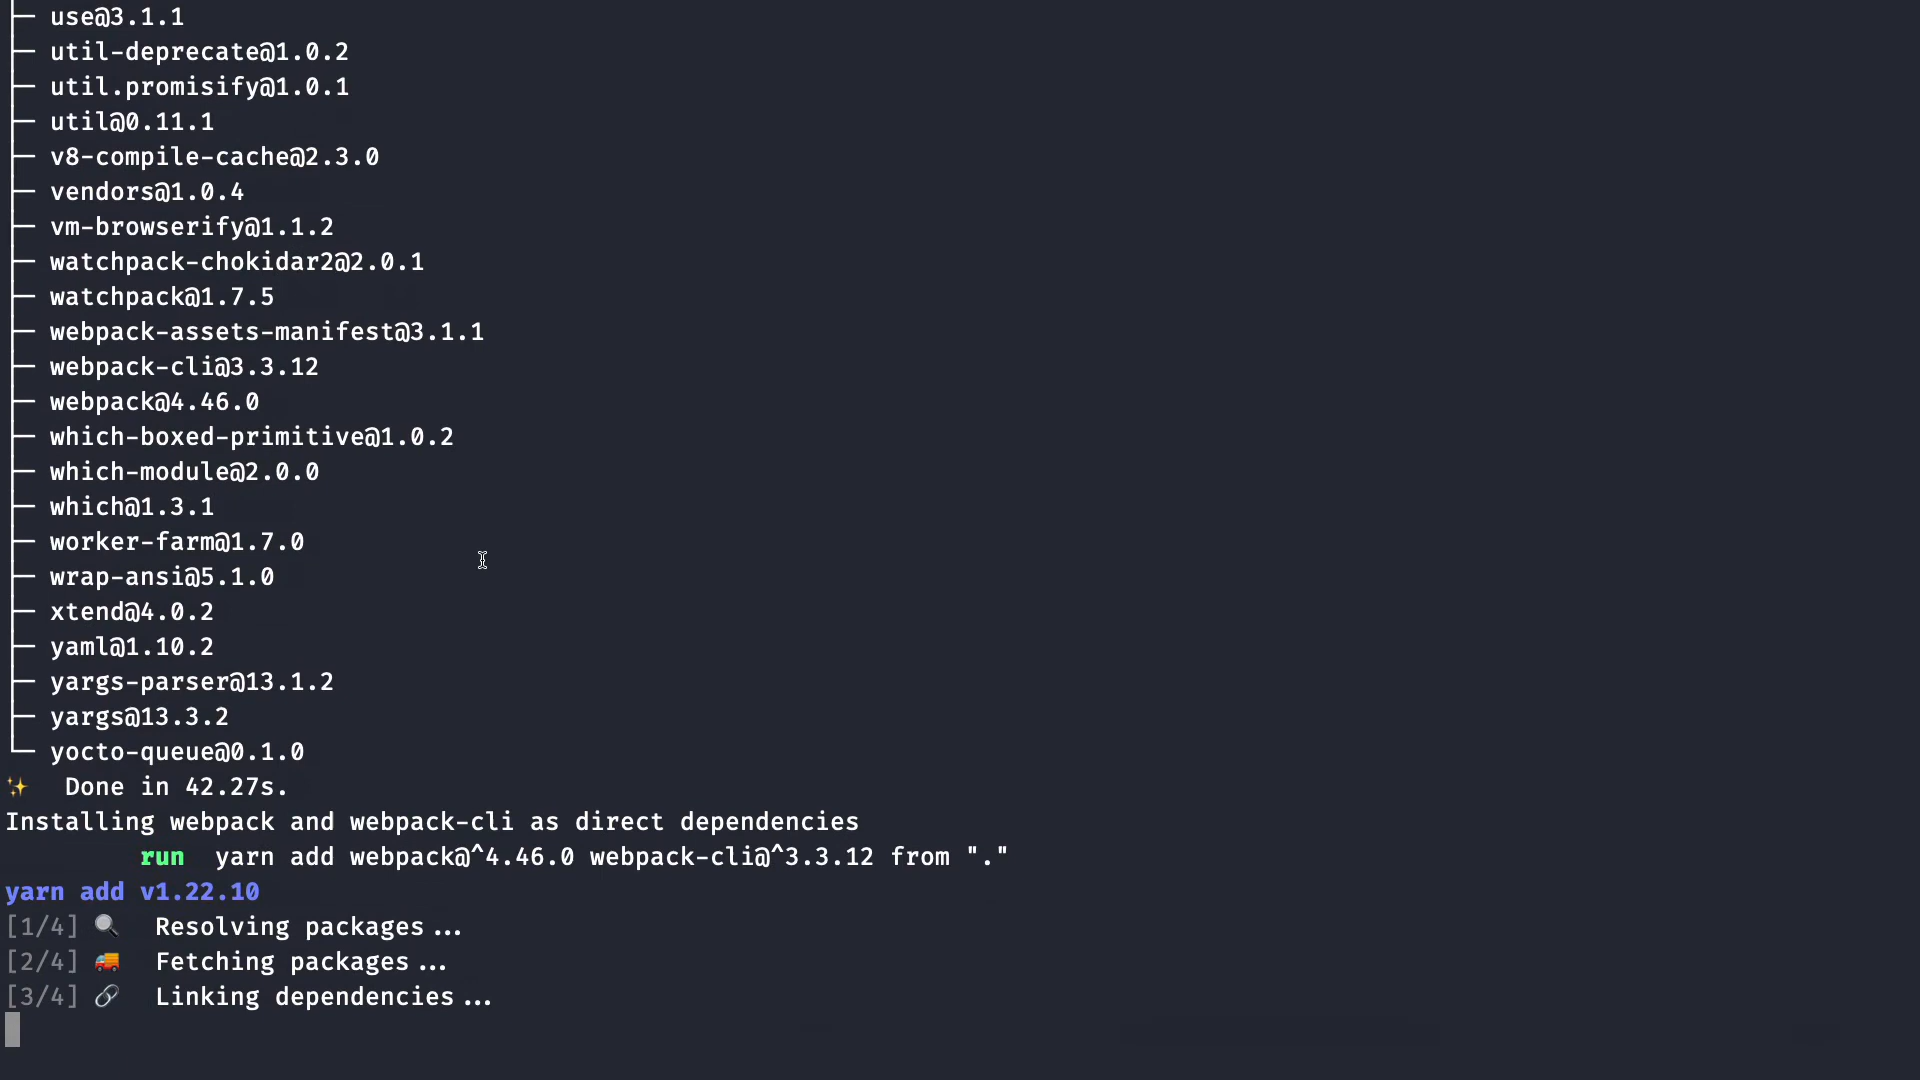 ├─ use@3.1.1
├─ util-deprecate@1.0.2
├─ util.promisify@1.0.1
├─ util@0.11.1
├─ v8-compile-cache@2.3.0
├─ vendors@1.0.4
├─ vm-browserify@1.1.2
├─ watchpack-chokidar2@2.0.1
├─ watchpack@1.7.5
├─ webpack-assets-manifest@3.1.1
├─ webpack-cli@3.3.12
├─ webpack@4.46.0
├─ which-boxed-primitive@1.0.2
├─ which-module@2.0.0
├─ which@1.3.1
├─ worker-farm@1.7.0
├─ wrap-ansi@5.1.0
├─ xtend@4.0.2
├─ yaml@1.10.2
├─ yargs-parser@13.1.2
├─ yargs@13.3.2
└─ yocto-queue@0.1.0
✨  Done in 42.27s.
Installing webpack and webpack-cli as direct dependencies
         run  yarn add webpack@^4.46.0 webpack-cli@^3.3.12 from "."
yarn add v1.22.10
[1/4] 🔍  Resolving packages...
[2/4] 🚚  Fetching packages...
[3/4] 🔗  Linking dependencies...